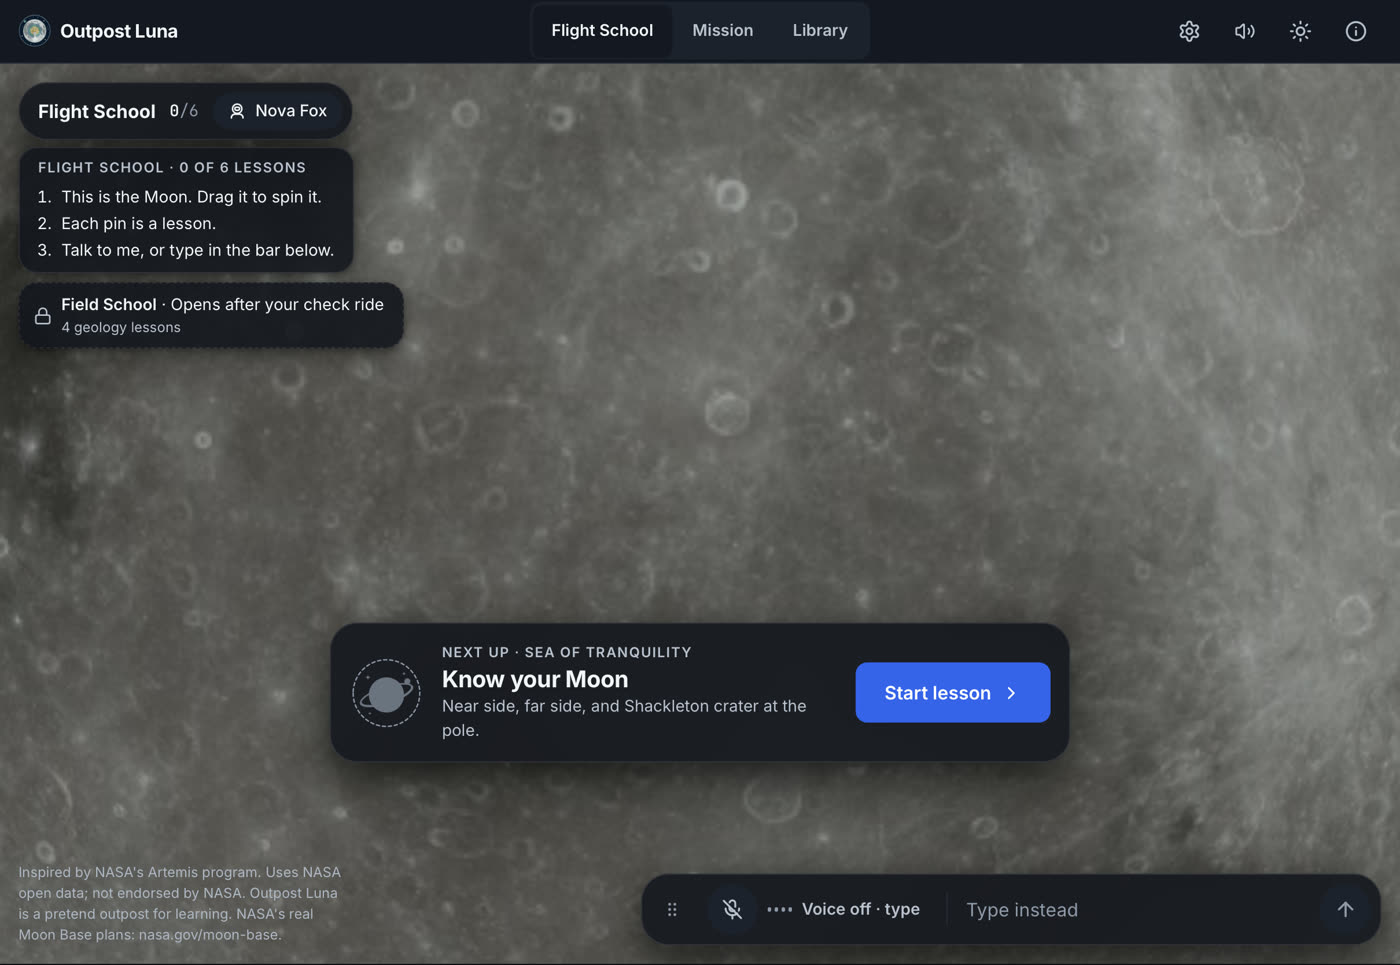 Outpost Luna
Flight School
Mission
Library
Flight School 0/6 Nova Fox
FLIGHT SCHOOL · 0 OF 6 LESSONS
1. This is the Moon. Drag it to spin it.
2. Each pin is a lesson.
3. Talk to me, or type in the bar below.
Field School · Opens after your check ride
4 geology lessons
NEXT UP · SEA OF TRANQUILITY
Know your Moon
Near side, far side, and Shackleton crater at the
pole.
Start lesson
Inspired by NASA's Artemis program. Uses NASA
open data; not endorsed by NASA. Outpost Luna
is a pretend outpost for learning. NASA's real
Moon Base plans: nasa.gov/moon-base.
Voice off · type
Type instead